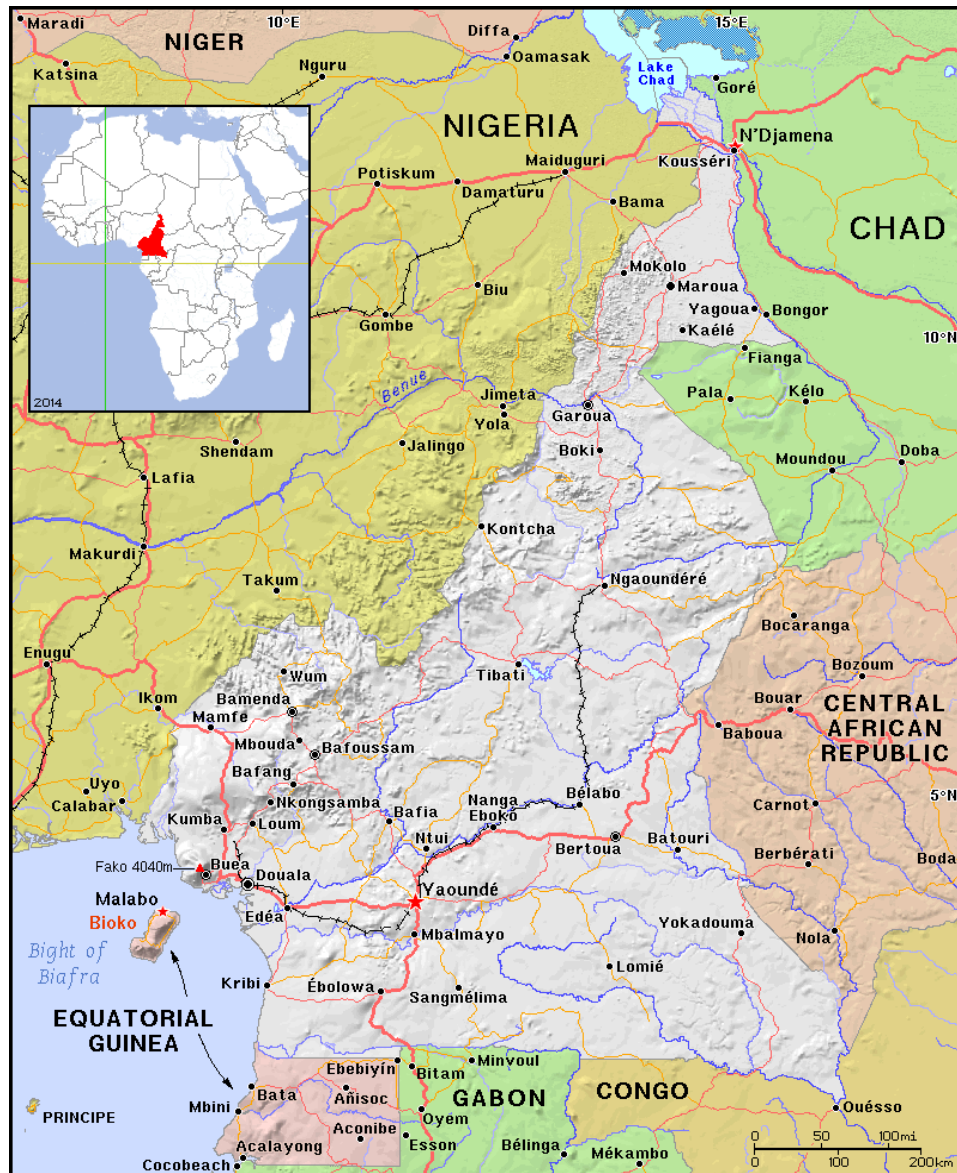 10°E
15°E
Maradi
NIGER
Diffa
Oamasak
Katsina
Nguru
Lake
Chad
Goré
NIGERIA
N'Djamena
Kousséri
Maiduguri
Potiskum
Damaturu
Bama
CHAD
Mokolo
Maroua
Biu
Yagoua
Bongor
Gombe
Kaélé
10°N
Fianga
2014
Benue
Jimeta
Yola
Pala
Kélo
Garoua
Shendam
Jalingo
Boki
Doba
Moundou
Lafia
Kontcha
Makurdi
Takum
Ngaoundéré
Bocaranga
Enugu
Wum
Tibati
Bozoum
Ikom
Bamenda
Bouar
CENTRAL
AFRICAN
REPUBLIC
Mamfe
Baboua
Mbouda
Bafoussam
Bafang
Uyo
Calabar
Nkongsamba
Bélabo
5°N
Nanga
Eboko
Carnot
Kumba
Loum
Bafia
Ntui
Bertoua
Batouri
Fako 4040m
Buea
Berbérati
Boda
Douala
Yaoundé
Malabo
Bioko
Edéa
Yokadouma
Mbalmayo
Nola
Bight of
Biafra
Lomié
Kribi
Ébolowa
Sangmélima
EQUATORIAL
GUINEA
Ebebiyín
Minvoul
Bitam
Bata
Añisoc
GABON
CONGO
PRINCIPE
Mbini
Oyem
Ouésso
Aconibe
Esson
Acalayong
Bélinga
Mékambo
Cocobeach
0 50 100mi
0 100 200km